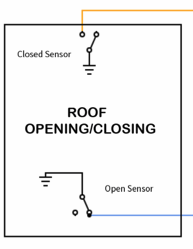 Closed Sensor
ROOF
OPENING/CLOSING
Open Sensor